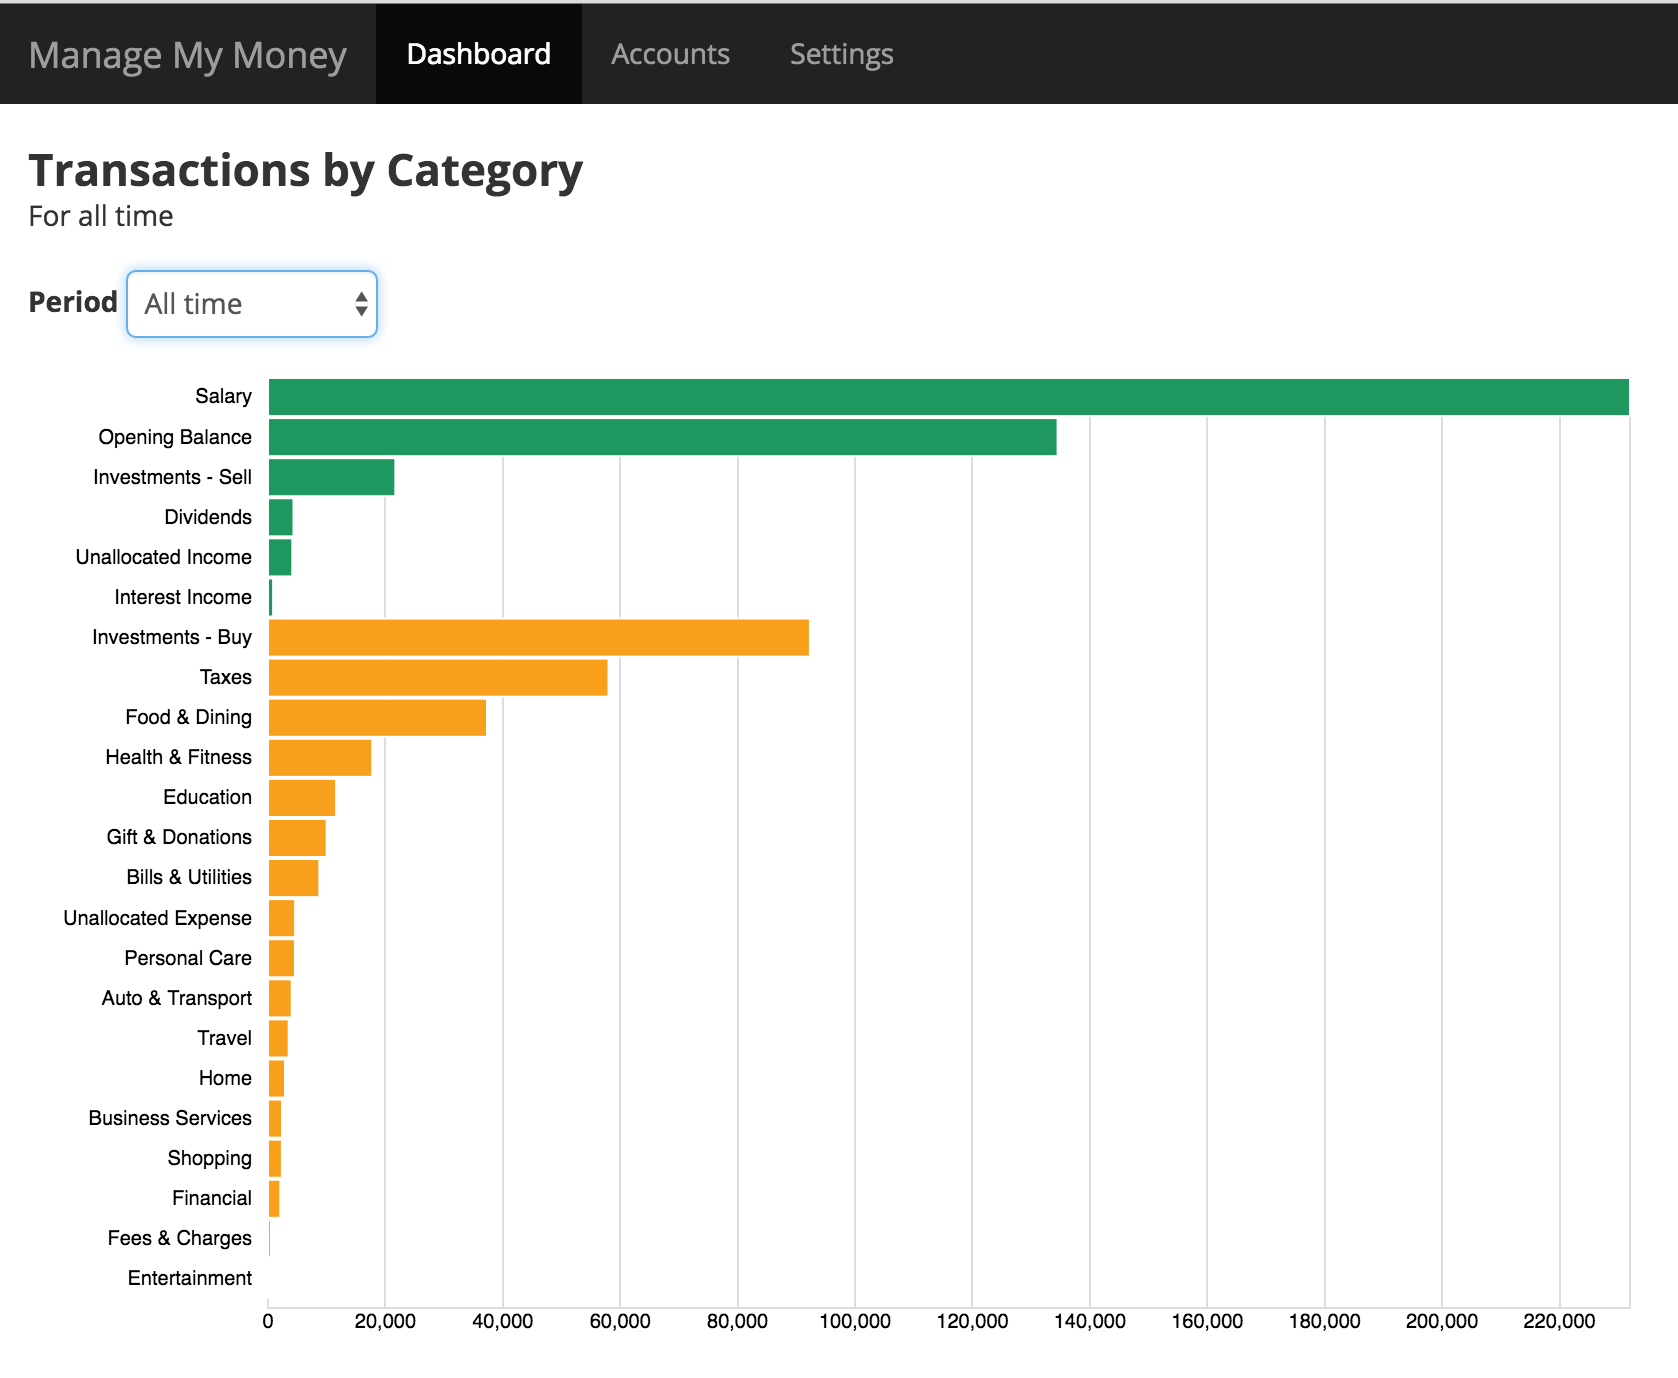 Manage My Money Dashboard Accounts Settings
Transactions by Category
For all time
Period All time
Salary
Opening Balance
Investments - Sell
Dividends
Unallocated Income
Interest Income
Investments - Buy
Taxes
Food & Dining
Health & Fitness
Education
Gift & Donations
Bills & Utilities
Unallocated Expense
Personal Care
Auto & Transport
Travel
Home
Business Services
Shopping
Financial
Fees & Charges
Entertainment
0 20,000 40,000 60,000 80,000 100,000 120,000 140,000 160,000 180,000 200,000 220,000